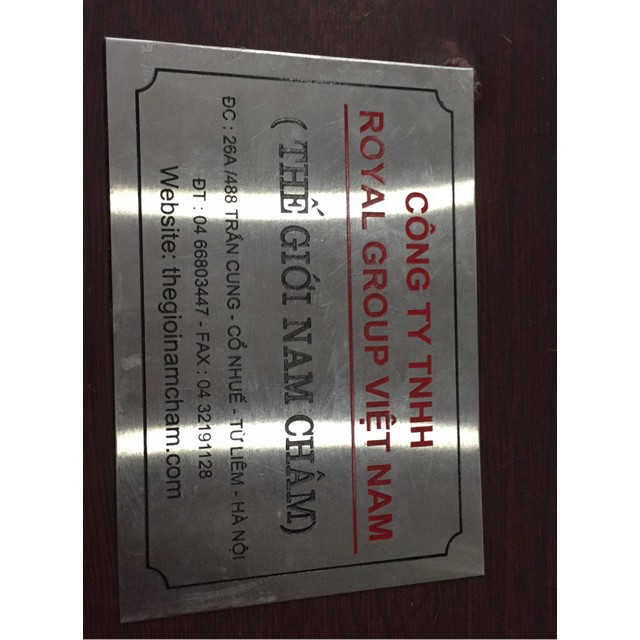 CÔNG TY TNHH
ROYAL GROUP VIỆT NAM
( THẾ GIỚI NAM CHÂM)
ĐC : 26A /488 TRẦN CUNG - CỔ NHUẾ - TỪ LIÊM - HÀ NỘI
ĐT : 04 66803447 - FAX : 04 32191128
Website: thegioinamcham.com